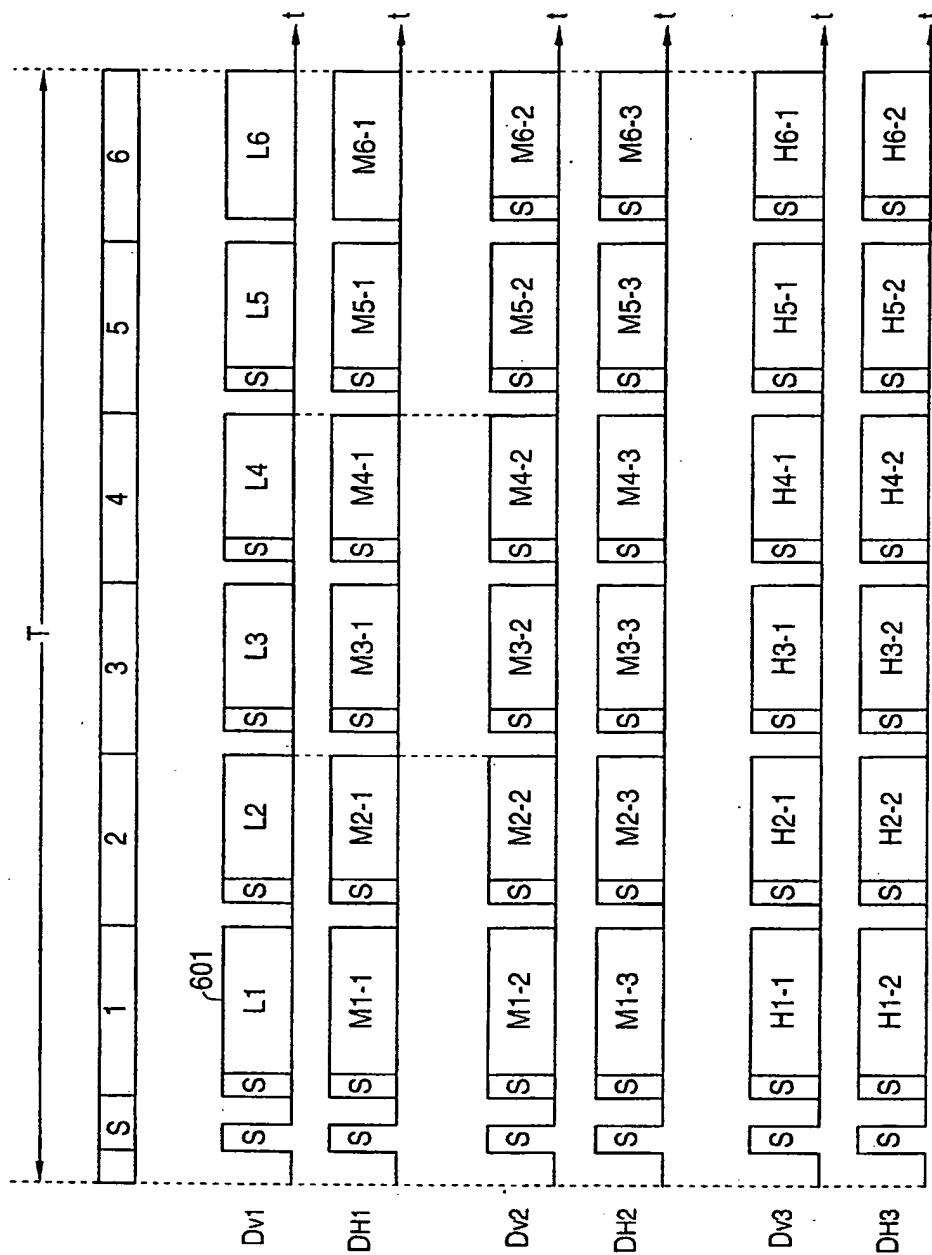 T
S 1 2 3 4 5 6
601
Dv1 S S L1 S L2 S L3 S L4 S L5 L6 t
DH1 S S M1-1 S M2-1 S M3-1 S M4-1 S M5-1 M6-1 t
Dv2 S S M1-2 S M2-2 S M3-2 S M4-2 S M5-2 S M6-2 t
DH2 S S M1-3 S M2-3 S M3-3 S M4-3 S M5-3 S M6-3 t
Dv3 S S H1-1 S H2-1 S H3-1 S H4-1 S H5-1 S H6-1 t
DH3 S S H1-2 S H2-2 S H3-2 S H4-2 S H5-2 S H6-2 t